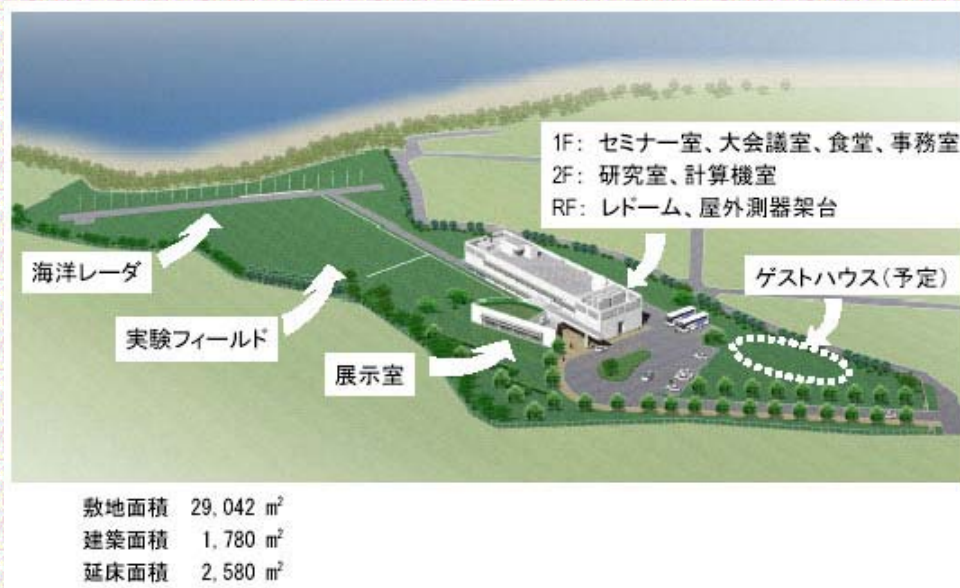 1F: セミナー室、大会議室、食堂、事務室
2F: 研究室、計算機室
RF: レドーム、屋外測器架台
海洋レーダ
ゲストハウス(予定)
実験フィールド
展示室
敷地面積 29,042 m²
建築面積 1,780 m²
延床面積 2,580 m²